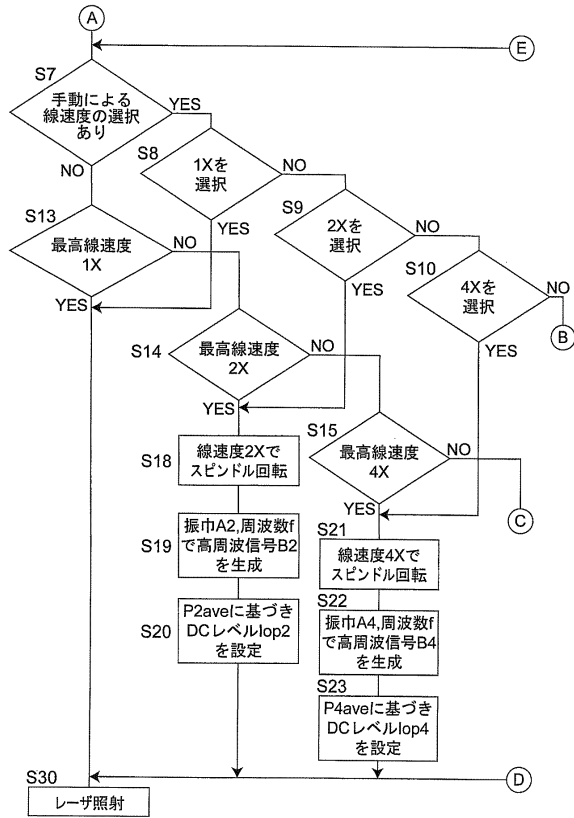 A
E
S7
手動による
線速度の選択
あり
YES
NO
S8
1Xを
選択
NO
YES
S9
2Xを
選択
NO
YES
S10
4Xを
選択
NO
YES
B
S13
最高線速度
1X
NO
YES
S14
最高線速度
2X
NO
YES
S15
最高線速度
4X
NO
YES
C
S18
線速度2Xで
スピンドル回転
S19
振巾A2,周波数f
で高周波信号B2
を生成
S20
P2aveに基づき
DCレベルIop2
を設定
S21
線速度4Xで
スピンドル回転
S22
振巾A4,周波数f
で高周波信号B4
を生成
S23
P4aveに基づき
DCレベルIop4
を設定
D
S30
レーザ照射